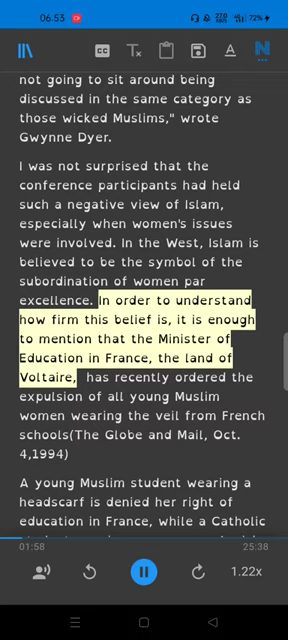 06.53
27.0
KB/S
72%
CC
not going to sit around being
discussed in the same category as
those wicked Muslims," wrote
Gwynne Dyer.
I was not surprised that the
conference participants had held
such a negative view of Islam,
especially when women's issues
were involved. In the West, Islam is
believed to be the symbol of the
subordination of women par
excellence. In order to understand
how firm this belief is, it is enough
to mention that the Minister of
Education in France, the land of
Voltaire, has recently ordered the
expulsion of all young Muslim
women wearing the veil from French
schools(The Globe and Mail, Oct.
4,1994)
A young Muslim student wearing a
headscarf is denied her right of
education in France, while a Catholic
01:58
25:38
1.22x